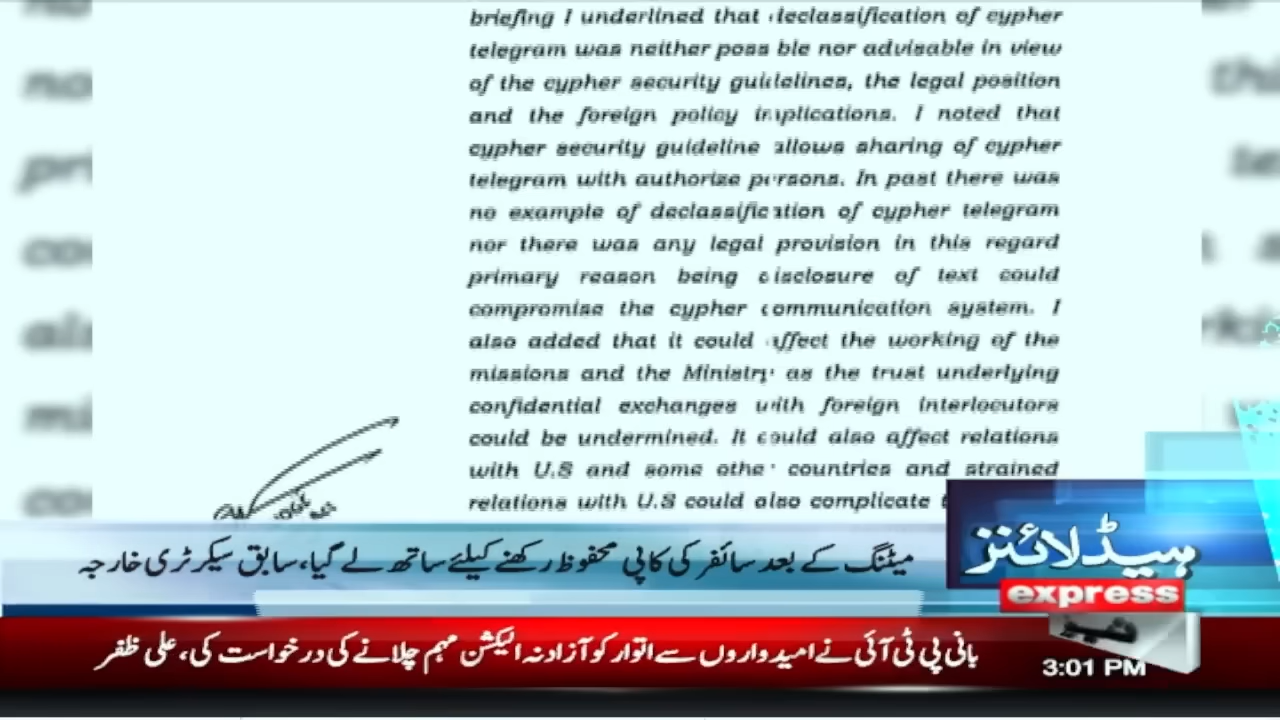 briefing I underlined that declassification of cypher
telegram was neither poss ble nor advisable in view
of the cypher security guidelines, the legal position
and the foreign policy implications. I noted that
cypher security guideline allows sharing of cypher
telegram with authorize persons. In past there was
no example of declassification of cypher telegram
nor there was any legal provision in this regard
primary reason being disclosure of text could
compromise the cypher communication system. I
also added that it could affect the working of the
missions and the Ministry as the trust underlying
confidential exchanges with foreign interlocutors
could be undermined. It could also affect relations
with U.S and some other countries and strained
relations with U.S could also complicate
میٹنگ کے بعد سائفر کی کاپی محفوظ رکھنے کیلئے ساتھ لے گیا، سابق سیکرٹری خارجہ
ہیڈلائنز
express
بانی پی ٹی آئی نے امیدواروں سے اتوار کو آزادنہ الیکشن مہم چلانے کی درخواست کی، علی ظفر
3:01 PM